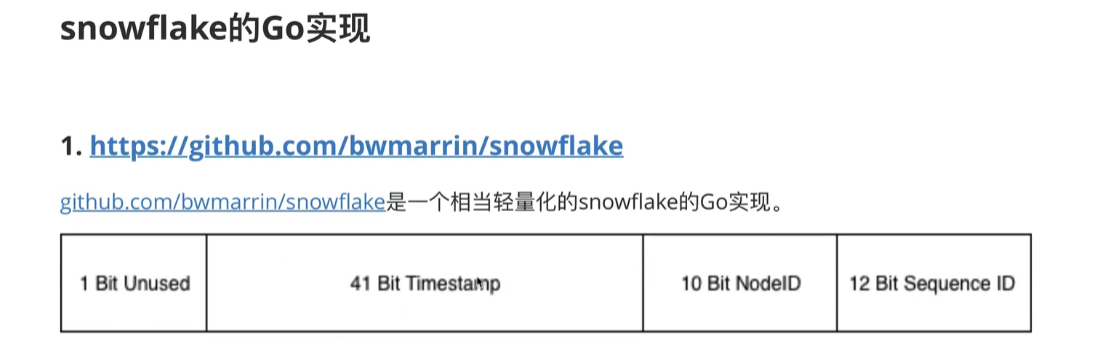 snowflake的Go实现
1. https://github.com/bwmarrin/snowflake
github.com/bwmarrin/snowflake是一个相当轻量化的snowflake的Go实现。
1 Bit Unused 41 Bit Timestamp 10 Bit NodeID 12 Bit Sequence ID